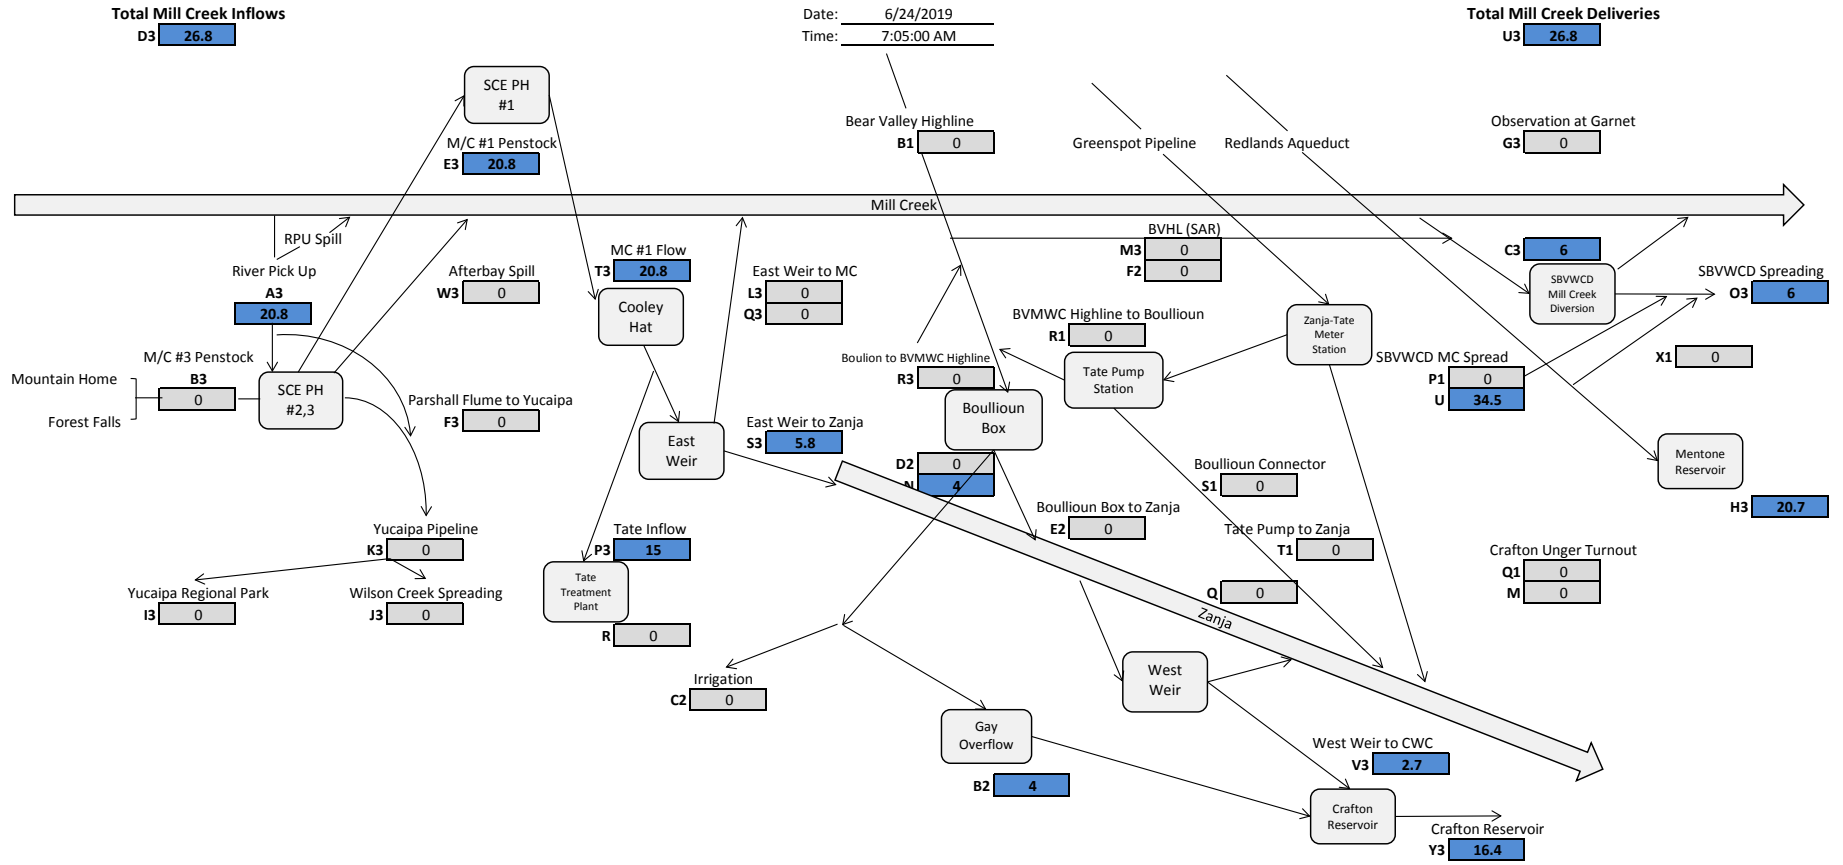 Total Mill Creek Inflows
D3 26.8
Date: 6/24/2019
Time: 7:05:00 AM
Total Mill Creek Deliveries
U3 26.8
SCE PH
#1
M/C #1 Penstock
E3 20.8
Bear Valley Highline
B1 0
Greenspot Pipeline
Redlands Aqueduct
Observation at Garnet
G3 0
Mill Creek
RPU Spill
River Pick Up
A3
20.8
Afterbay Spill
W3 0
MC #1 Flow
T3 20.8
Cooley
Hat
East Weir to MC
L3 0
Q3 0
BVHL (SAR)
M3 0
F2 0
C3 6
SBVWCD
Mill Creek
Diversion
SBVWCD Spreading
O3 6
BVMWC Highline to Boullioun
R1 0
Zanja-Tate
Meter
Station
M/C #3 Penstock
B3
0
Mountain Home
Forest Falls
SCE PH
#2,3
Parshall Flume to Yucaipa
F3 0
Boulion to BVMWC Highline
R3 0
Tate Pump
Station
SBVWCD MC Spread
P1 0
U 34.5
X1 0
Boullioun
Box
East
Weir
East Weir to Zanja
S3 5.8
D2 0
N 4
Boullioun Connector
S1 0
Mentone
Reservoir
H3 20.7
Yucaipa Pipeline
K3 0
Tate Inflow
P3 15
Boullioun Box to Zanja
E2 0
Tate Pump to Zanja
T1 0
Crafton Unger Turnout
Q1 0
M 0
Yucaipa Regional Park
I3 0
Wilson Creek Spreading
J3 0
Tate
Treatment
Plant
R 0
Q 0
Zanja
Irrigation
C2 0
West
Weir
Gay
Overflow
B2 4
West Weir to CWC
V3 2.7
Crafton
Reservoir
Crafton Reservoir
Y3 16.4